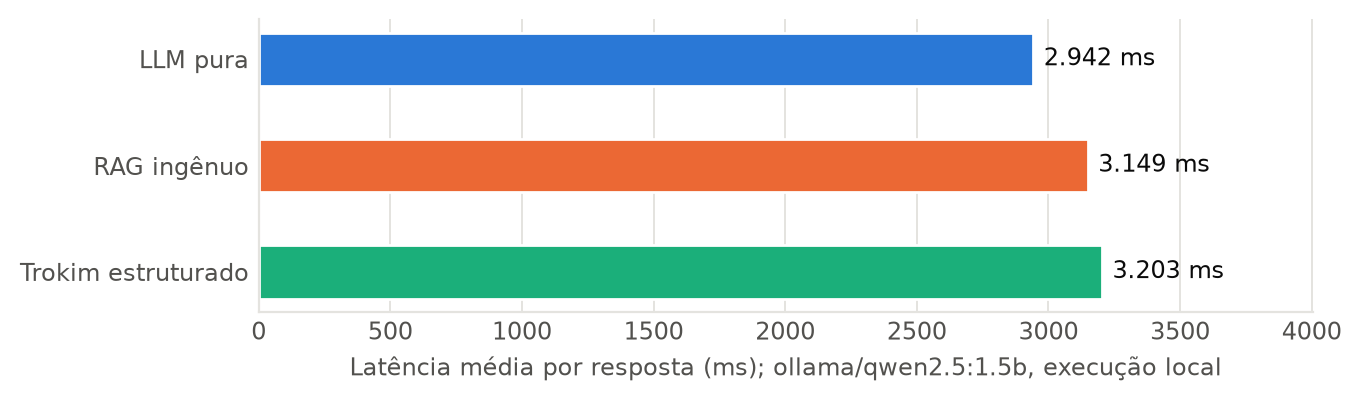 LLM pura
2.942 ms
RAG ingênuo
3.149 ms
Trokim estruturado
3.203 ms
0 500 1000 1500 2000 2500 3000 3500 4000
Latência média por resposta (ms); ollama/qwen2.5:1.5b, execução local